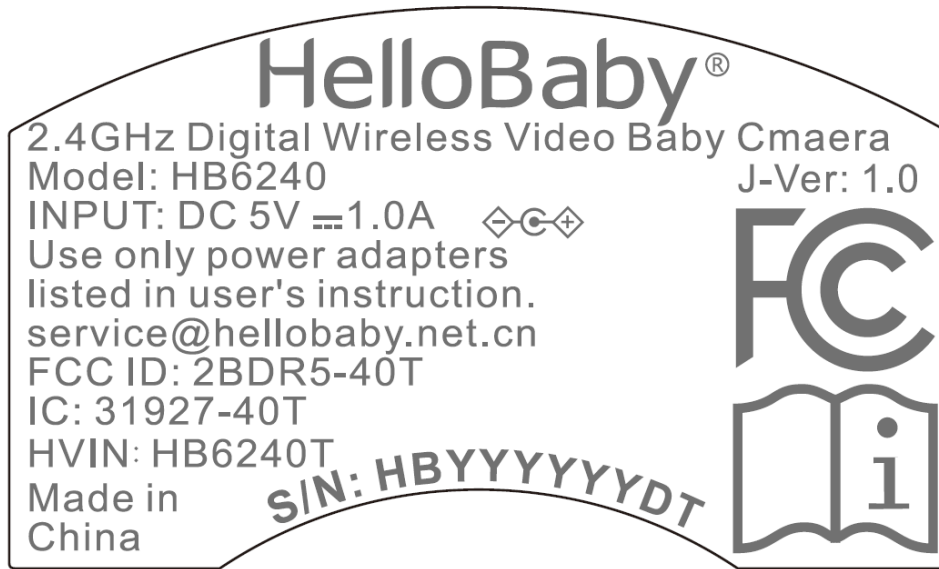 HelloBaby®
2.4GHz Digital Wireless Video Baby Cmaera
Model: HB6240
J-Ver: 1.0
INPUT: DC 5V ⎓1.0A
Use only power adapters
listed in user's instruction.
service@hellobaby.net.cn
FCC ID: 2BDR5-40T
IC: 31927-40T
HVIN: HB6240T
Made in
China
S/N: HBYYYYYYDT
FC
i